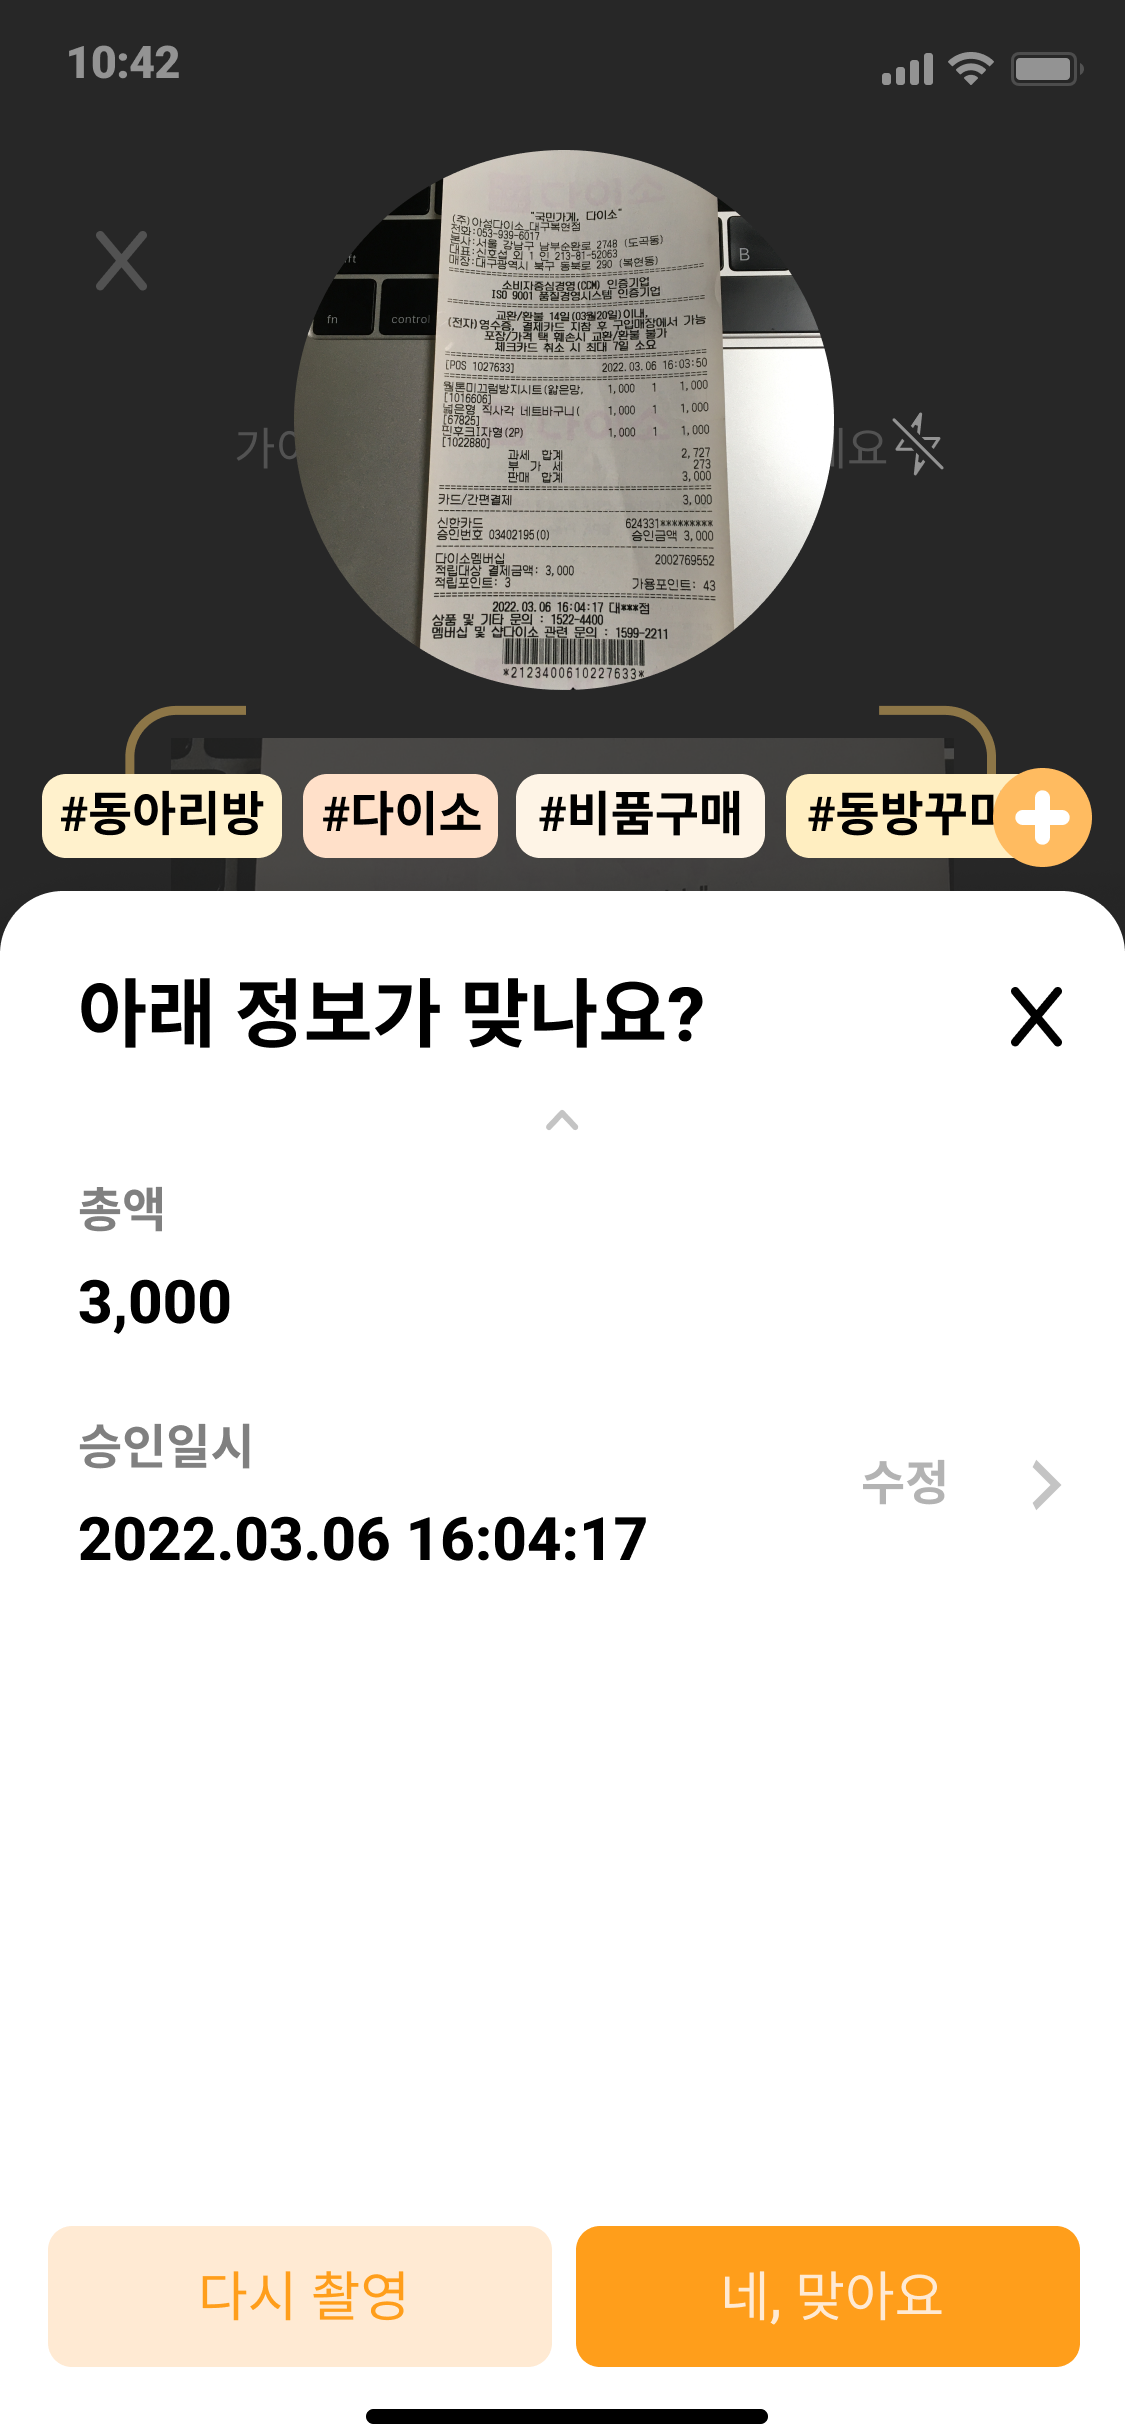 10:42
"국민가게, 다이소"
(주)아성다이소_대구복현점
전화:053-939-6017
본사:서울 강남구 남부순환로 2748 (도곡동)
대표:신호섭 외 1 인 213-81-52063
매장:대구광역시 북구 동북로 290 (복현동)
소비자중심경영(CCM) 인증기업
ISO 9001 품질경영시스템 인증기업
교환/환불 14일(03월20일)이내,
(전자)영수증, 결제카드 지참 후 구입매장에서 가능
포장/가격 택 훼손시 교환/환불 불가
체크카드 취소 시 최대 7일 소요
[POS 1027633] 2022.03.06 16:03:50
월톤미끄럼방지시트(얇은망, 1,000 1 1,000
[1016606]
넓은형 직사각 네트바구니( 1,000 1 1,000
[67825]
핀후크I자형(2P) 1,000 1 1,000
[1022880]
과세 합계 2,727
부 가 세 273
판매 합계 3,000
카드/간편결제 3,000
신한카드 624331*********
승인번호 03402195(0) 승인금액 3,000
다이소멤버십 2002769552
적립대상 결제금액: 3,000
적립포인트: 3 가용포인트: 43
2022.03.06 16:04:17 대***점
상품 및 기타 문의 : 1522-4400
멤버십 및 샵다이소 관련 문의 : 1599-2211
*2123400610227633*
B
fn control
#동아리방 #다이소 #비품구매 #동방꾸
아래 정보가 맞나요?
총액
3,000
승인일시
수정
2022.03.06 16:04:17
다시 촬영 네, 맞아요